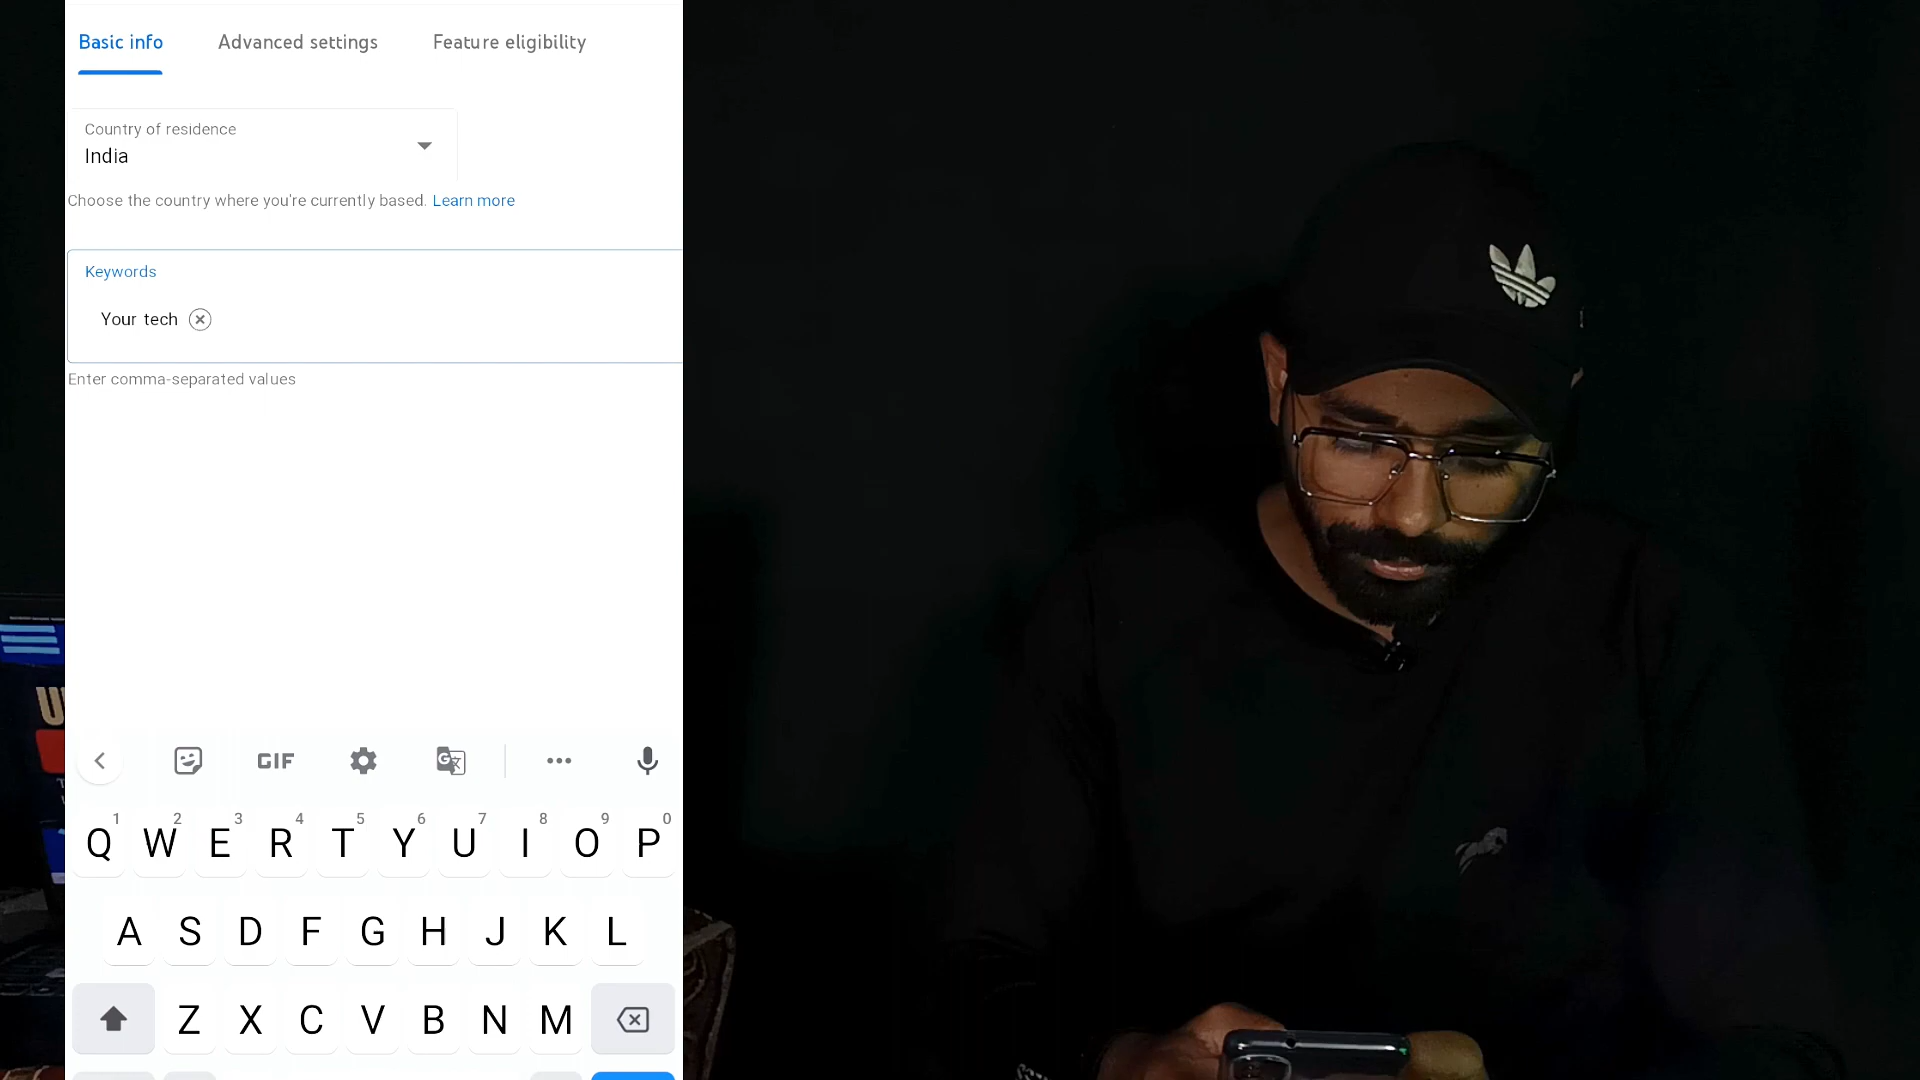 Basic info Advanced settings Feature eligibility
Country of residence
India
Choose the country where you're currently based. Learn more
Keywords
Your tech
Enter comma-separated values
GIF
1 2 3 4 5 6 7 8 9 0
Q W E R T Y U I O P
A S D F G H J K L
Z X C V B N M